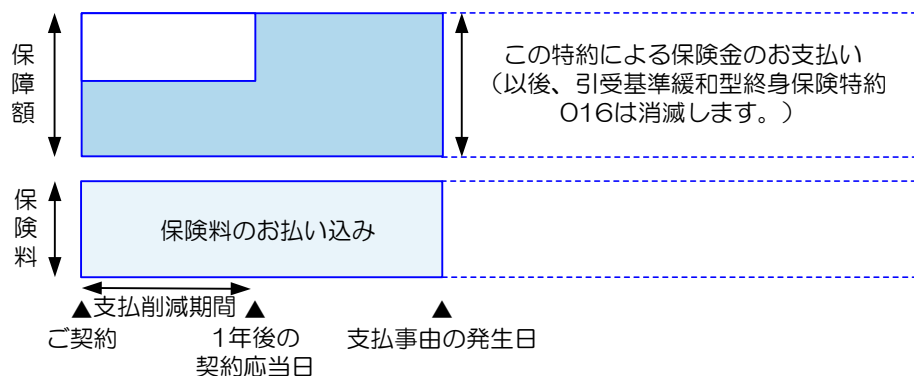 保障額
この特約による保険金のお支払い
（以後、引受基準緩和型終身保険特約
016は消滅します。）
保険料
保険料のお払い込み
▲支払削減期間▲
▲
ご契約
1年後の
契約応当日
支払事由の発生日